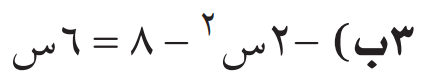 ٣ب) -٢س٢ - ٨ = ٦س